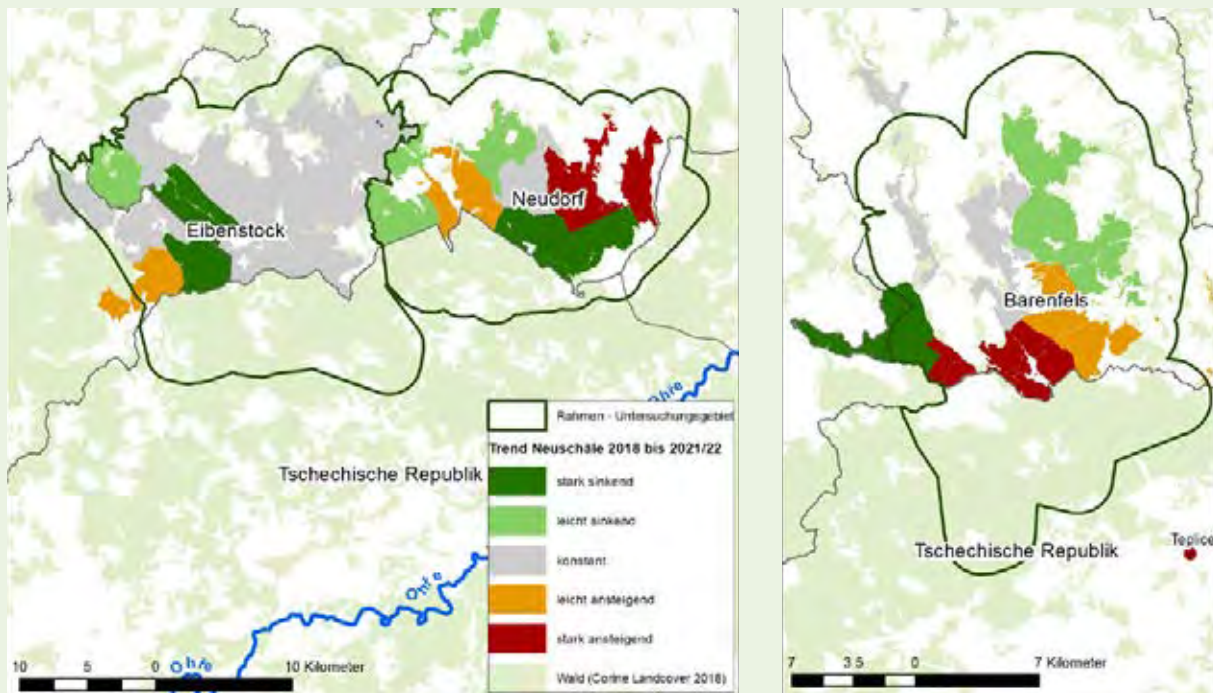 Eibenstock
Neudorf
Tschechische Republik
Ohře
Ohře
Ohře
Rahmen - Untersuchungsgebiet
Trend Neuschäle 2018 bis 2021/22
stark sinkend
leicht sinkend
konstant
leicht ansteigend
stark ansteigend
Wald (Corine Landcover 2018)
10 5 0 10 Kilometer
Bärenfels
Tschechische Republik
Teplice
7 3.5 0 7 Kilometer